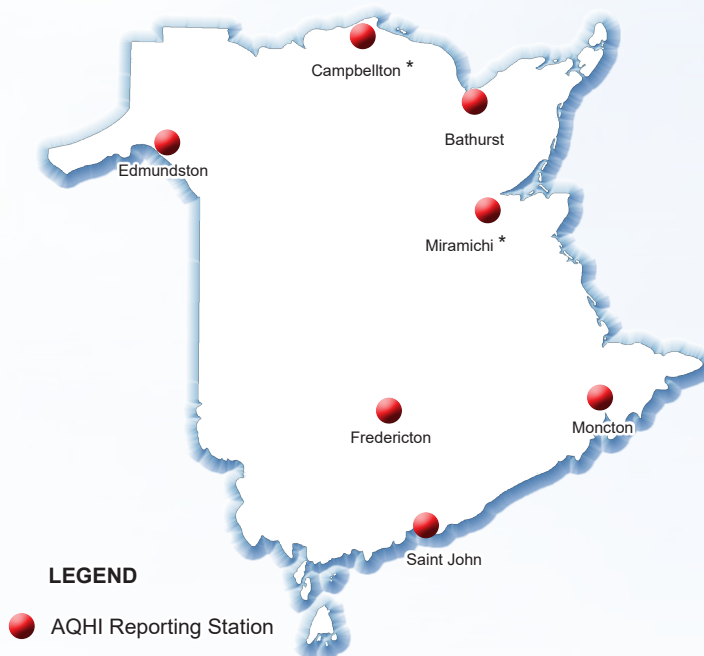 Campbellton *
Bathurst
Edmundston
Miramichi *
Fredericton
Moncton
Saint John
LEGEND
AQHI Reporting Station